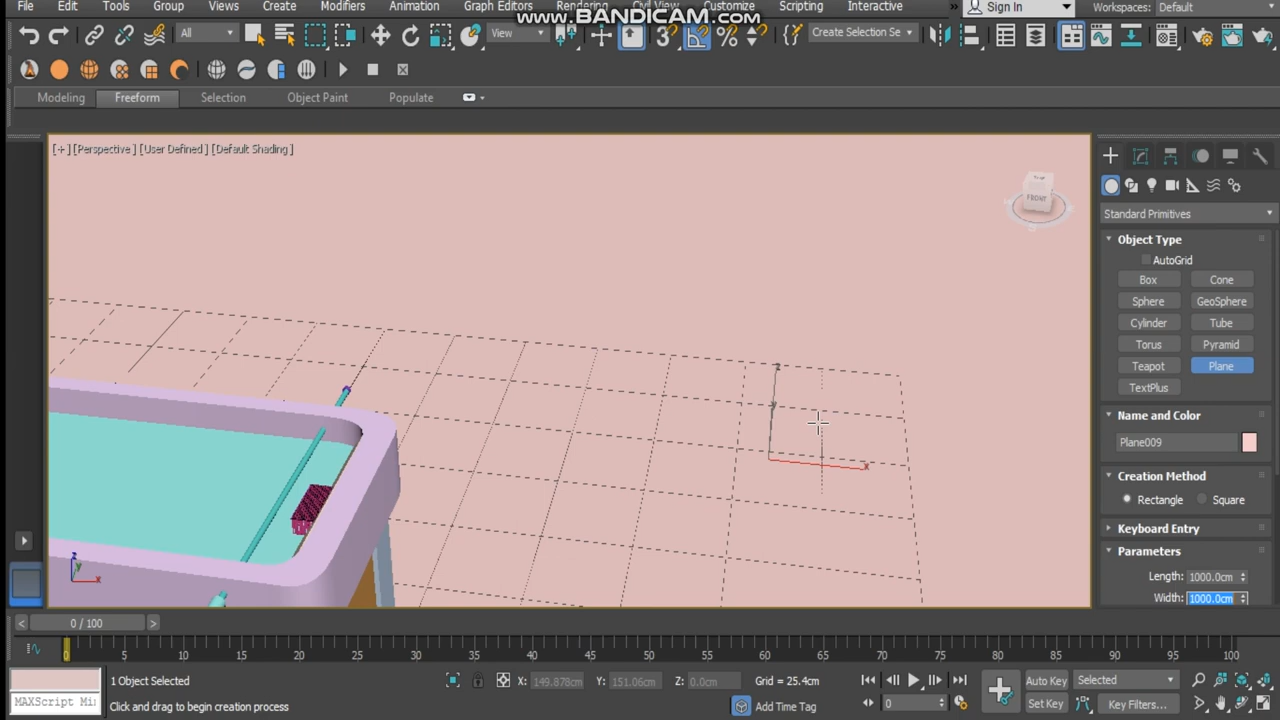 File Edit Tools Group Views Create Modifiers Animation Graph Editors Rendering Civil View Customize Scripting Interactive » Sign In Workspaces: Default
www.BANDICAM.com
All View Create Selection Se
Modeling Freeform Selection Object Paint Populate
[+] [Perspective ] [User Defined ] [Default Shading ]
FRONT
Standard Primitives
Object Type
AutoGrid
Box Cone
Sphere GeoSphere
Cylinder Tube
Torus Pyramid
Teapot Plane
TextPlus
Name and Color
Plane009
Creation Method
Rectangle Square
Keyboard Entry
Parameters
Length: 1000.0cm
Width: 1000.0cm
z
y
x
z
y
x
< 0 / 100 >
0 5 10 15 20 25 30 35 40 45 50 55 60 65 70 75 80 85 90 95 100
1 Object Selected X: 149.878cm Y: 151.06cm Z: 0.0cm Grid = 25.4cm Auto Key Selected
MAXScript Mi Click and drag to begin creation process Add Time Tag 0 Set Key Key Filters...